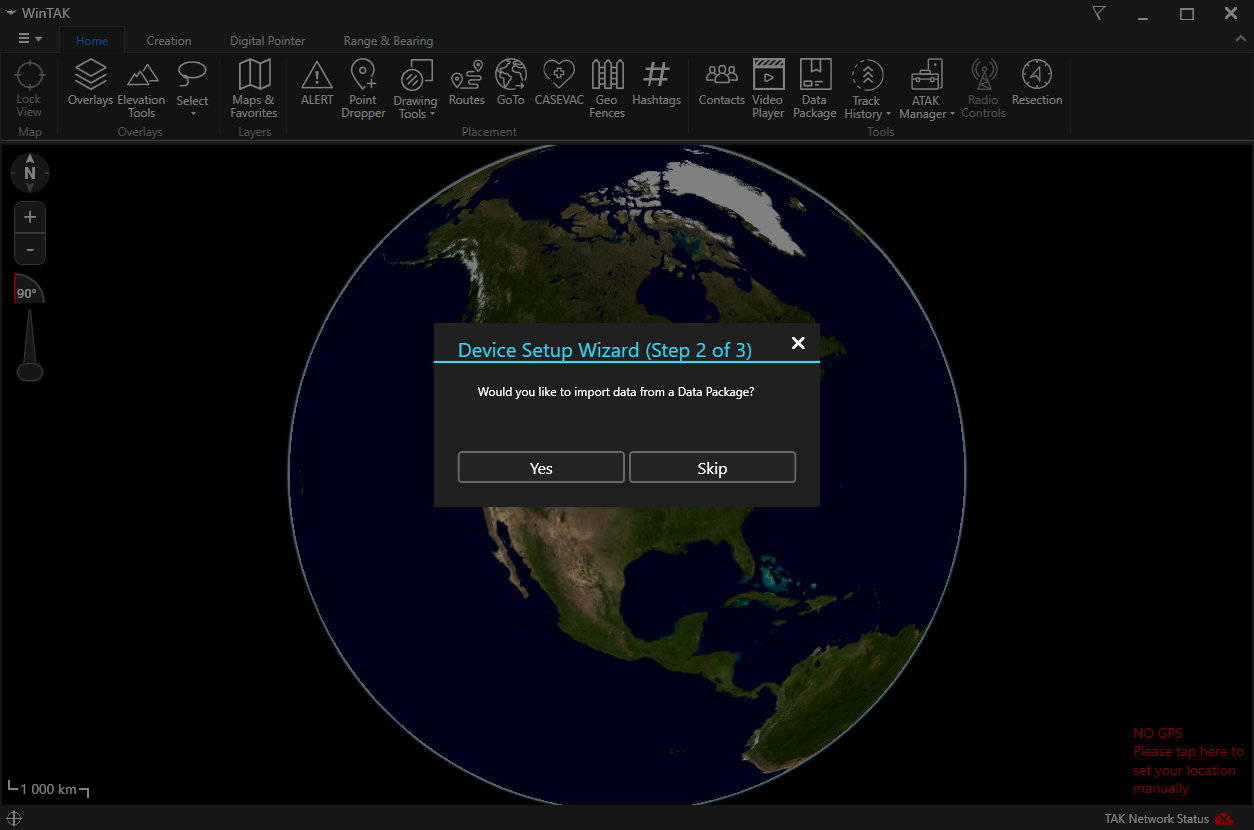 WinTAK
Home
Creation
Digital Pointer
Range & Bearing
Lock
View
Map
Overlays
Elevation
Tools
Select
Overlays
Maps &
Favorites
Layers
ALERT
Point
Dropper
Drawing
Tools
Routes
GoTo
CASEVAC
Geo
Fences
Hashtags
Placement
Contacts
Video
Player
Data
Package
Track
History
ATAK
Manager
Radio
Controls
Resection
Tools
N
+
-
90°
Device Setup Wizard (Step 2 of 3)
Would you like to import data from a Data Package?
Yes
Skip
NO GPS
Please tap here to
set your location
manually
1 000 km
TAK Network Status